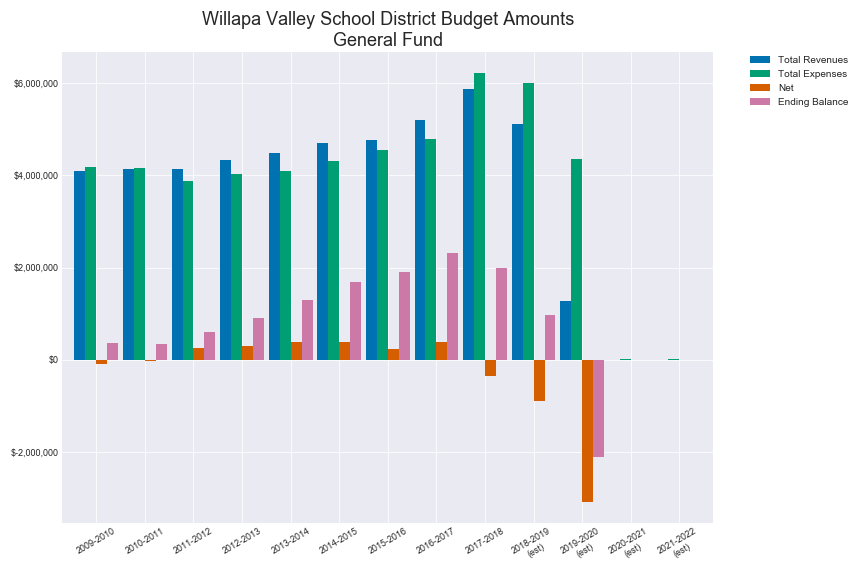 Willapa Valley School District Budget Amounts
General Fund
Total Revenues
Total Expenses
Net
Ending Balance
$6,000,000
$4,000,000
$2,000,000
$0
$-2,000,000
2009-2010
2010-2011
2011-2012
2012-2013
2013-2014
2014-2015
2015-2016
2016-2017
2017-2018
2018-2019
(est)
2019-2020
(est)
2020-2021
(est)
2021-2022
(est)